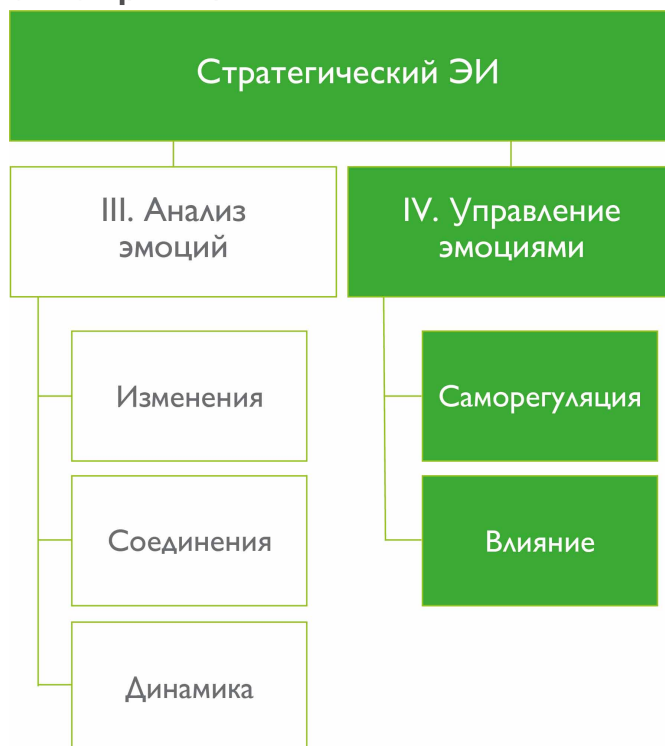 Стратегический ЭИ
III. Анализ
эмоций
IV. Управление
эмоциями
Изменения
Саморегуляция
Соединения
Влияние
Динамика